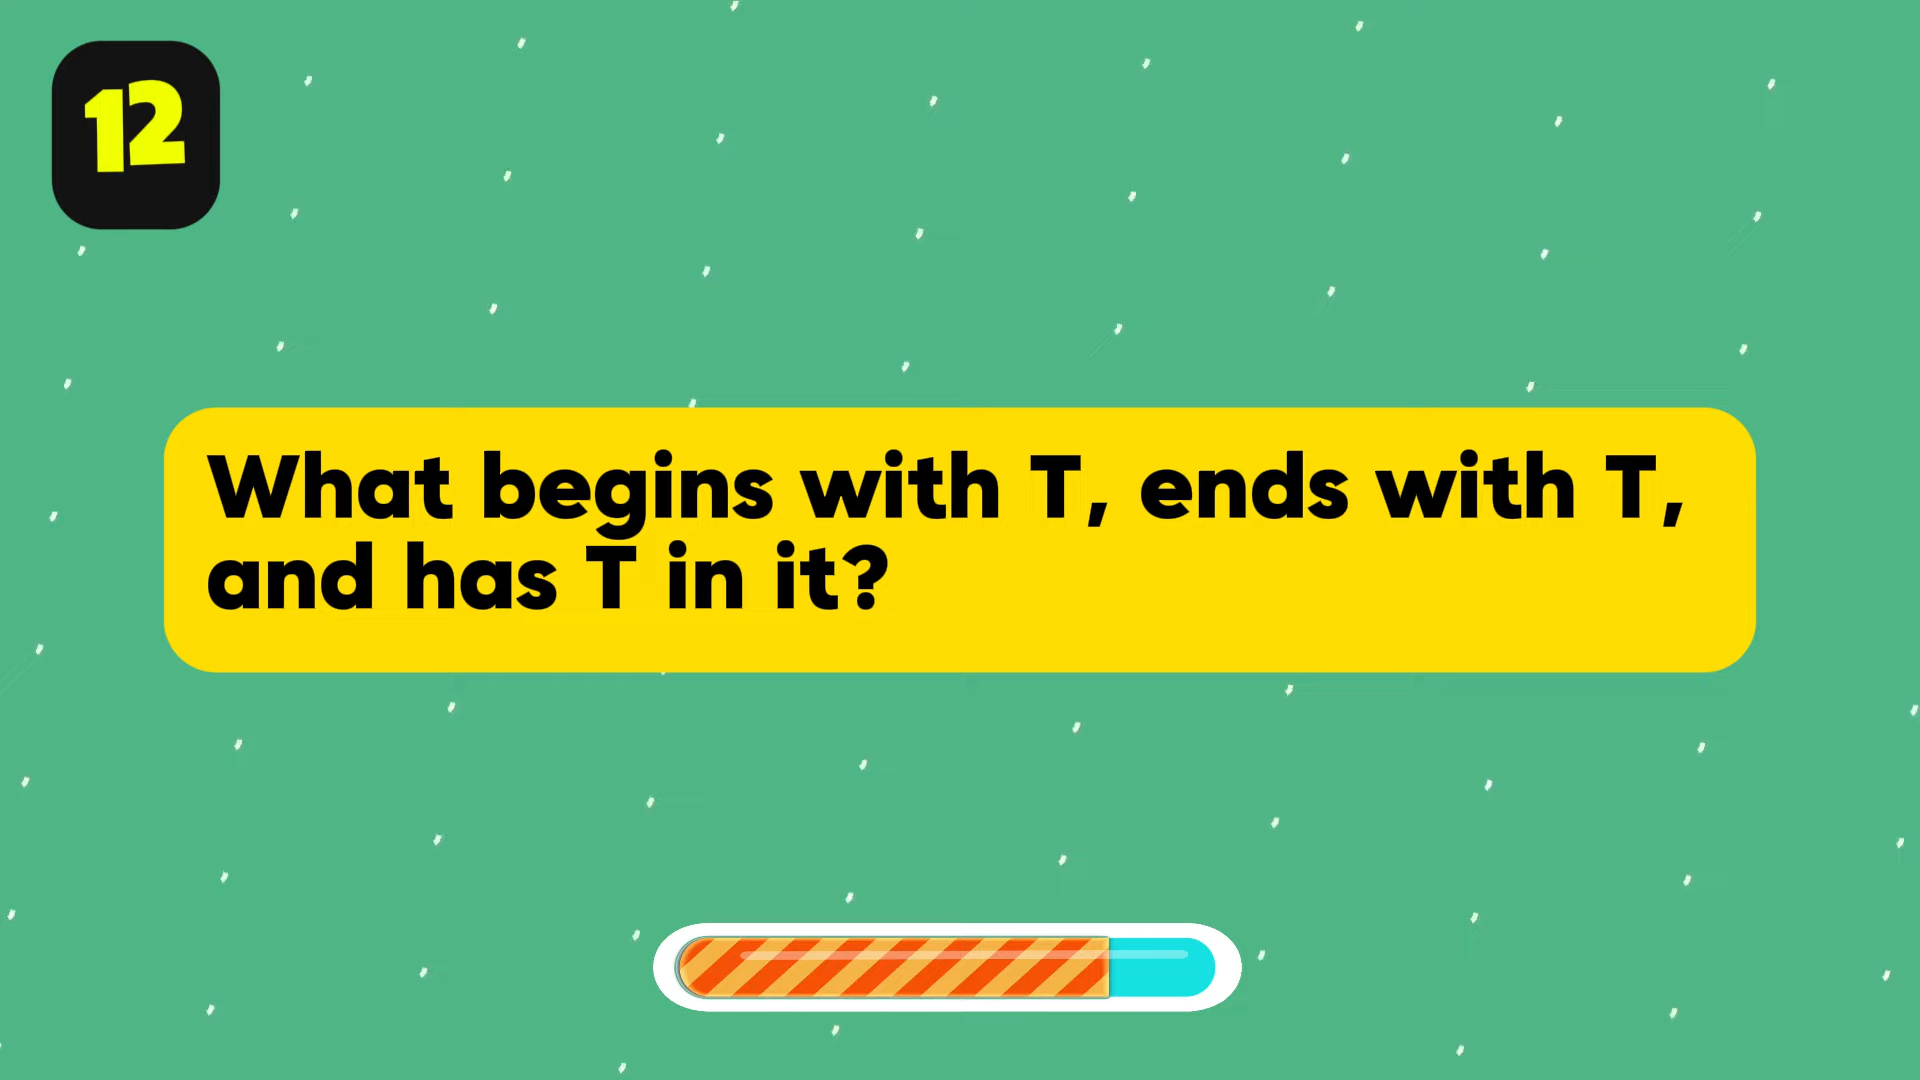 12
What begins with T, ends with T,
and has T in it?